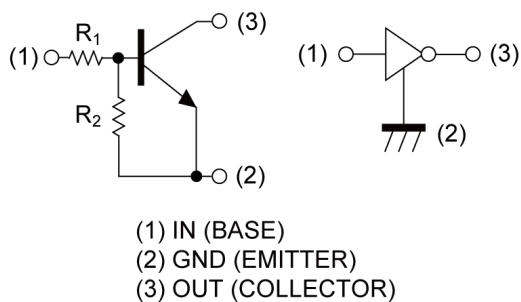 (1)
R1
R2
(3)
(2)
(1)
(3)
(2)
(1) IN (BASE)
(2) GND (EMITTER)
(3) OUT (COLLECTOR)